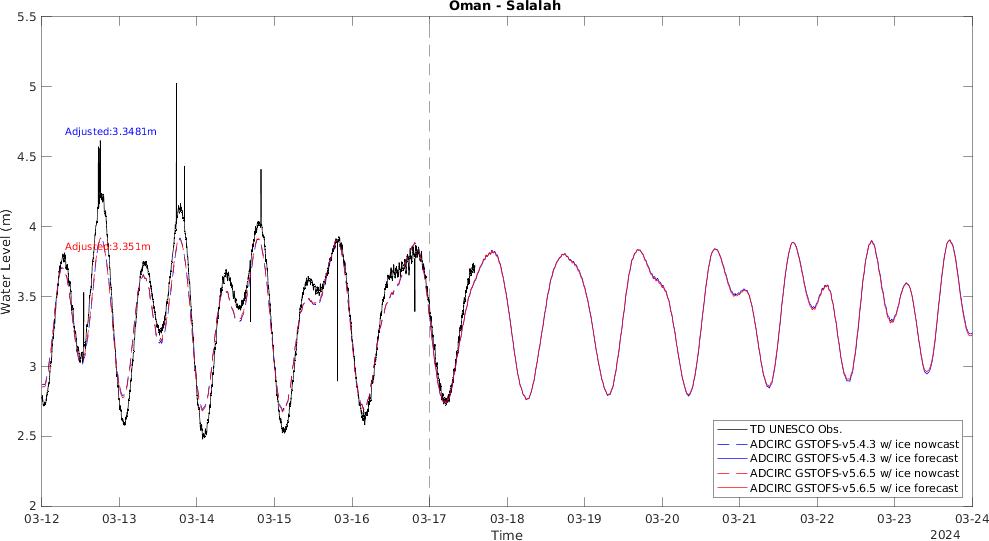 Oman - Salalah
5.5
5
4.5
4
3.5
3
2.5
2
Water Level (m)
Adjusted:3.3481m
Adjusted:3.351m
TD UNESCO Obs.
ADCIRC GSTOFS-v5.4.3 w/ ice nowcast
ADCIRC GSTOFS-v5.4.3 w/ ice forecast
ADCIRC GSTOFS-v5.6.5 w/ ice nowcast
ADCIRC GSTOFS-v5.6.5 w/ ice forecast
03-12 03-13 03-14 03-15 03-16 03-17 03-18 03-19 03-20 03-21 03-22 03-23 03-24
Time
2024